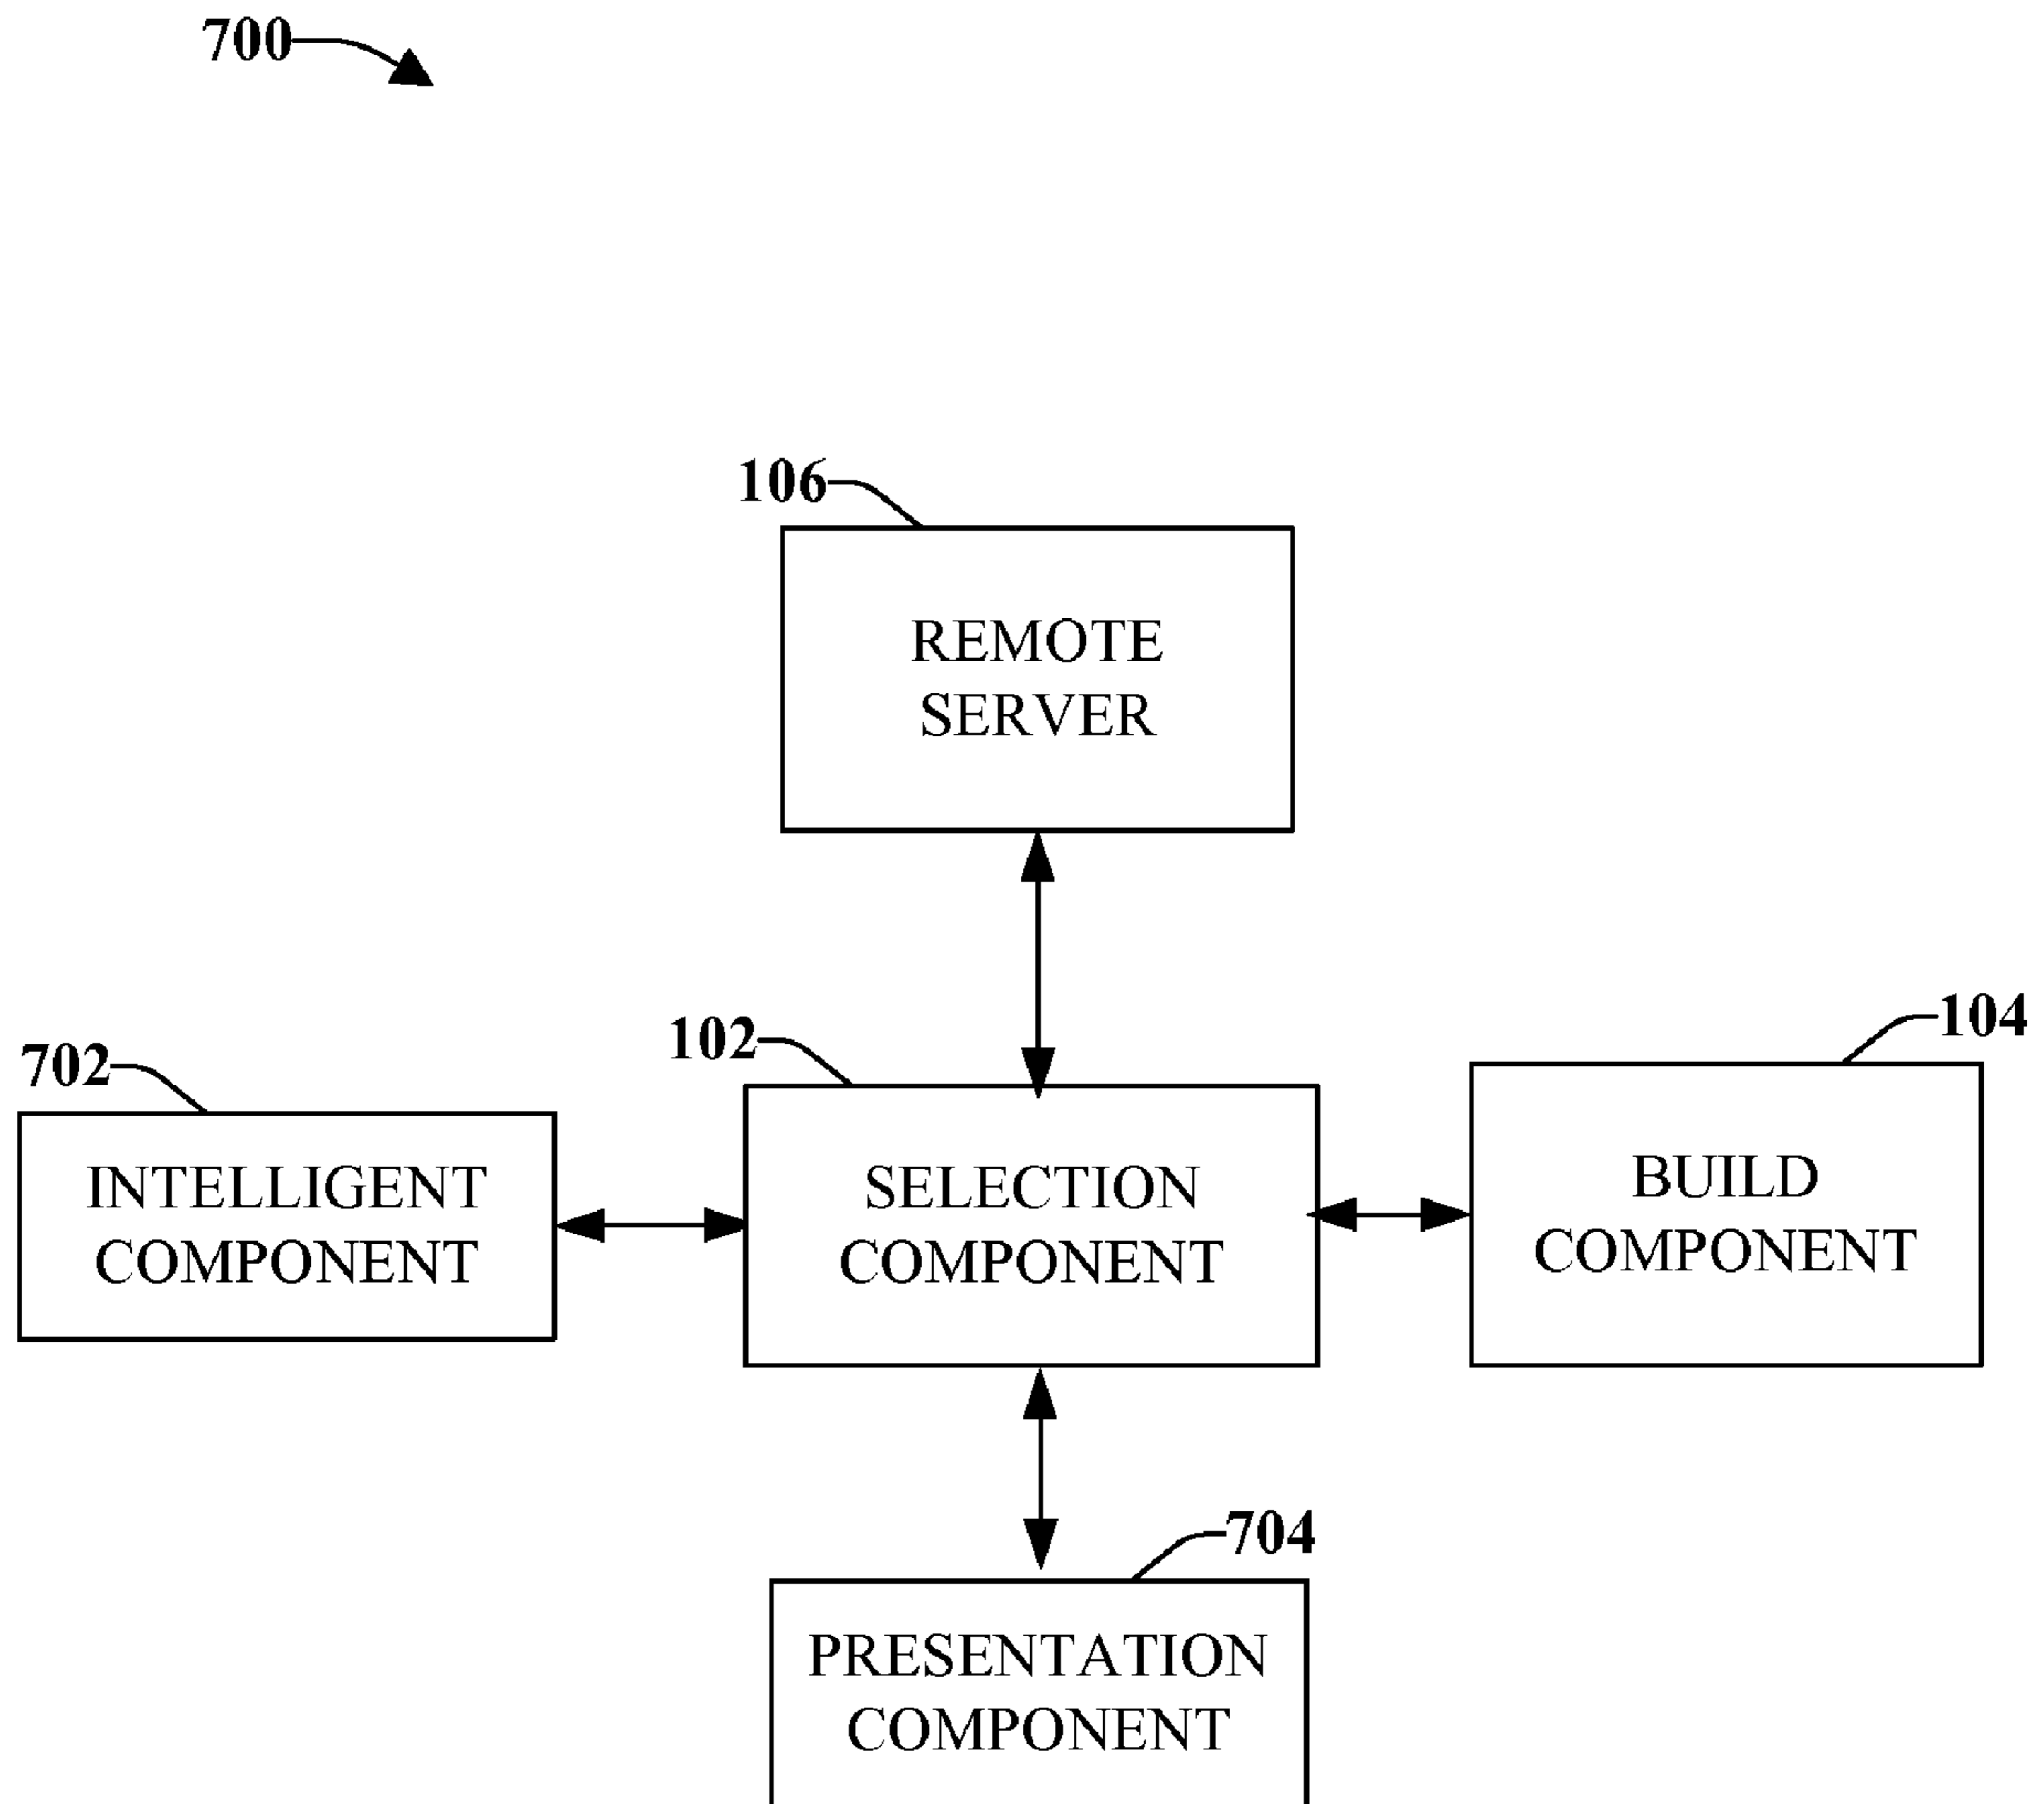 700
106
REMOTE
SERVER
104
102
702
INTELLIGENT
COMPONENT
SELECTION
COMPONENT
BUILD
COMPONENT
704
PRESENTATION
COMPONENT